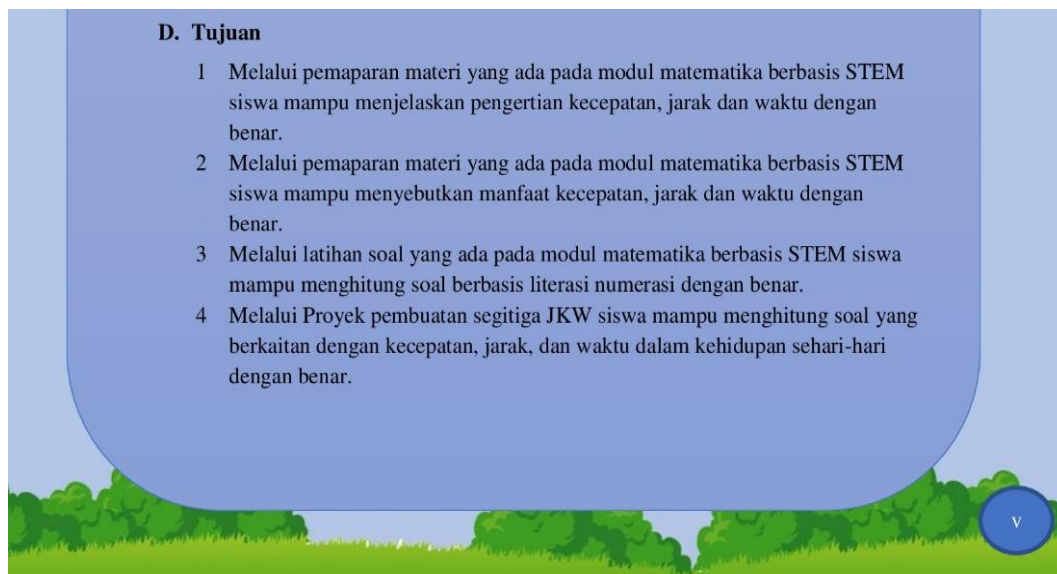 D. Tujuan
1 Melalui pemaparan materi yang ada pada modul matematika berbasis STEM
siswa mampu menjelaskan pengertian kecepatan, jarak dan waktu dengan
benar.
2 Melalui pemaparan materi yang ada pada modul matematika berbasis STEM
siswa mampu menyebutkan manfaat kecepatan, jarak dan waktu dengan
benar.
3 Melalui latihan soal yang ada pada modul matematika berbasis STEM siswa
mampu menghitung soal berbasis literasi numerasi dengan benar.
4 Melalui Proyek pembuatan segitiga JKW siswa mampu menghitung soal yang
berkaitan dengan kecepatan, jarak, dan waktu dalam kehidupan sehari-hari
dengan benar.
V